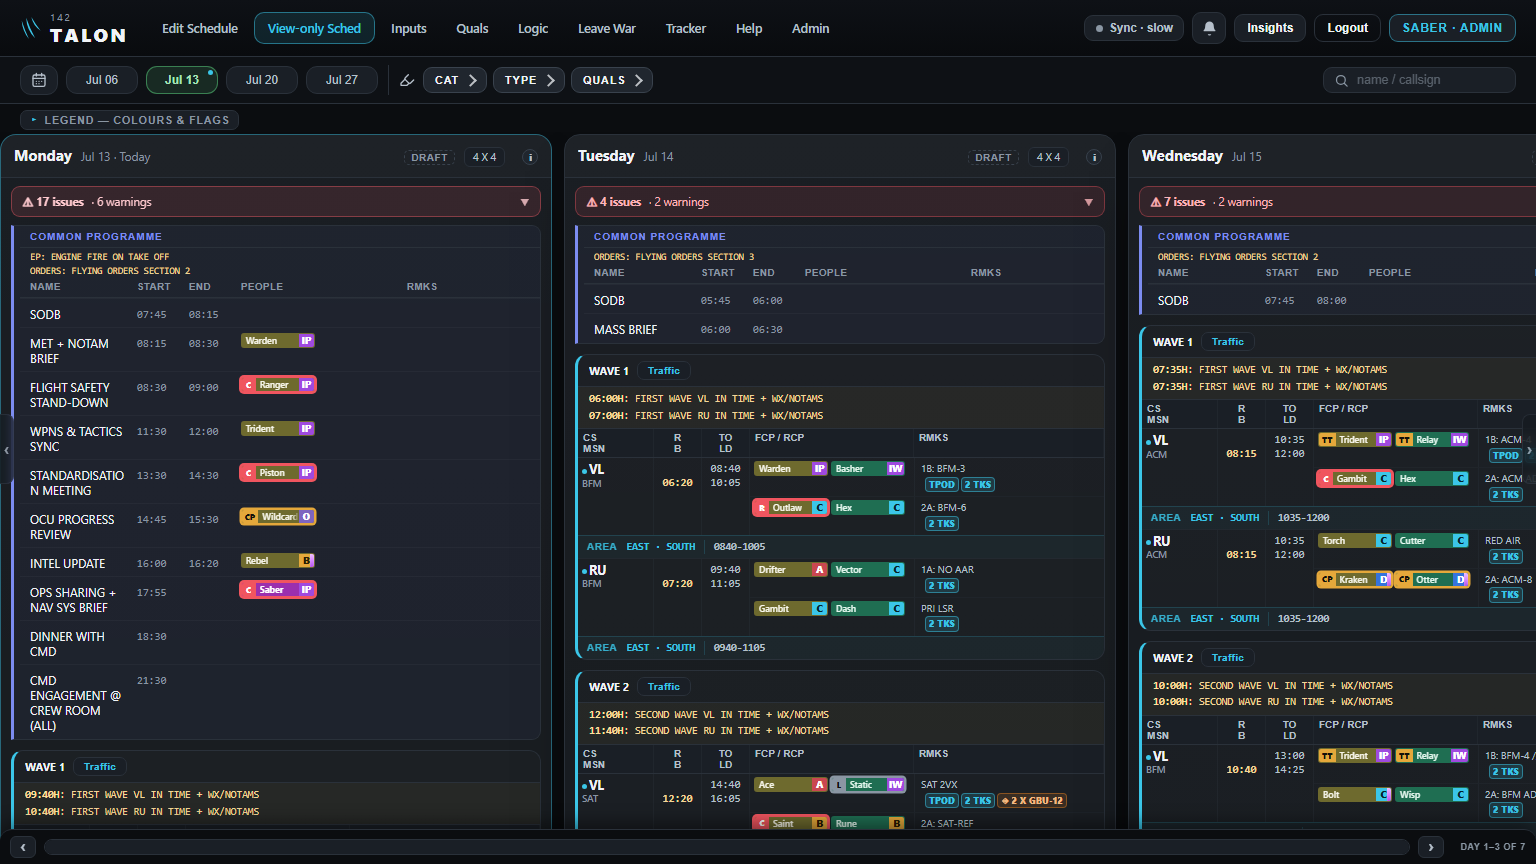 142
TALON
Edit Schedule
View-only Sched
Inputs
Quals
Logic
Leave War
Tracker
Help
Admin
Sync · slow
Insights
Logout
SABER · ADMIN
Jul 06
Jul 13
Jul 20
Jul 27
CAT
TYPE
QUALS
name / callsign
LEGEND — COLOURS & FLAGS
Monday Jul 13 · Today
DRAFT
4 X 4
i
17 issues · 6 warnings
COMMON PROGRAMME
EP: ENGINE FIRE ON TAKE OFF
ORDERS: FLYING ORDERS SECTION 2
NAME START END PEOPLE RMKS
SODB 07:45 08:15
MET + NOTAM BRIEF 08:15 08:30 Warden IP
FLIGHT SAFETY STAND-DOWN 08:30 09:00 C Ranger IP
WPNS & TACTICS SYNC 11:30 12:00 Trident IP
STANDARDISATIO
N MEETING 13:30 14:30 C Piston IP
OCU PROGRESS REVIEW 14:45 15:30 CP Wildcard O
INTEL UPDATE 16:00 16:20 Rebel B
OPS SHARING + NAV SYS BRIEF 17:55 C Saber IP
DINNER WITH CMD 18:30
CMD ENGAGEMENT @ CREW ROOM (ALL) 21:30
WAVE 1 Traffic
09:40H: FIRST WAVE VL IN TIME + WX/NOTAMS
10:40H: FIRST WAVE RU IN TIME + WX/NOTAMS
Tuesday Jul 14
DRAFT
4 X 4
i
4 issues · 2 warnings
COMMON PROGRAMME
ORDERS: FLYING ORDERS SECTION 3
NAME START END PEOPLE RMKS
SODB 05:45 06:00
MASS BRIEF 06:00 06:30
WAVE 1 Traffic
06:00H: FIRST WAVE VL IN TIME + WX/NOTAMS
07:00H: FIRST WAVE RU IN TIME + WX/NOTAMS
CS R TO FCP / RCP RMKS
MSN B LD
VL 08:40 Warden IP Basher IW 1B: BFM-3
BFM 06:20 10:05 TPOD 2 TKS
R Outlaw C Hex C 2A: BFM-6
2 TKS
AREA EAST · SOUTH 0840-1005
RU 09:40 Drifter A Vector C 1A: NO AAR
BFM 07:20 11:05 2 TKS
Gambit C Dash C PRI LSR
2 TKS
AREA EAST · SOUTH 0940-1105
WAVE 2 Traffic
12:00H: SECOND WAVE VL IN TIME + WX/NOTAMS
11:40H: SECOND WAVE RU IN TIME + WX/NOTAMS
CS R TO FCP / RCP RMKS
MSN B LD
VL 14:40 Ace A L Static IW SAT 2VX
SAT 12:20 16:05 TPOD 2 TKS ◆ 2 X GBU-12
C Saint B Rune B 2A: SAT-REF
Wednesday Jul 15
7 issues · 2 warnings
COMMON PROGRAMME
ORDERS: FLYING ORDERS SECTION 2
NAME START END PEOPLE
SODB 07:45 08:00
WAVE 1 Traffic
07:35H: FIRST WAVE VL IN TIME + WX/NOTAMS
07:35H: FIRST WAVE RU IN TIME + WX/NOTAMS
CS R TO FCP / RCP RMKS
MSN B LD
VL 10:35 TT Trident IP TT Relay IW 1B: ACM
ACM 08:15 12:00 TPOD
C Gambit C Hex C 2A: ACM
2 TKS
AREA EAST · SOUTH 1035-1200
RU 10:35 Torch C Cutter C RED AIR
ACM 08:15 12:00 2 TKS
CP Kraken D CP Otter D 2A: ACM-8
2 TKS
AREA EAST · SOUTH 1035-1200
WAVE 2 Traffic
10:00H: SECOND WAVE VL IN TIME + WX/NOTAMS
10:00H: SECOND WAVE RU IN TIME + WX/NOTAMS
CS R TO FCP / RCP RMKS
MSN B LD
VL 13:00 TT Trident IP TT Relay IW 1B: BFM-4 /
BFM 10:40 14:25 2 TKS
Bolt C Wisp C 2A: BFM AD
2 TKS
DAY 1–3 OF 7